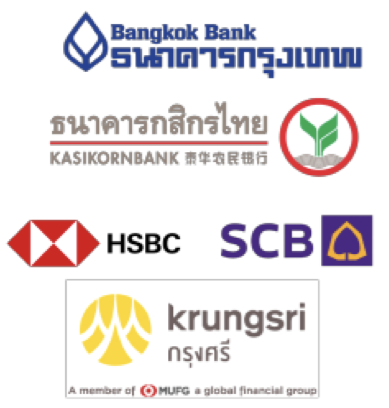 Bangkok Bank
ธนาคารกรุงเทพ
ธนาคารกสิกรไทย
KASIKORNBANK 泰华农民银行
HSBC
SCB
krungsri
กรุงศรี
A member of MUFG a global financial group